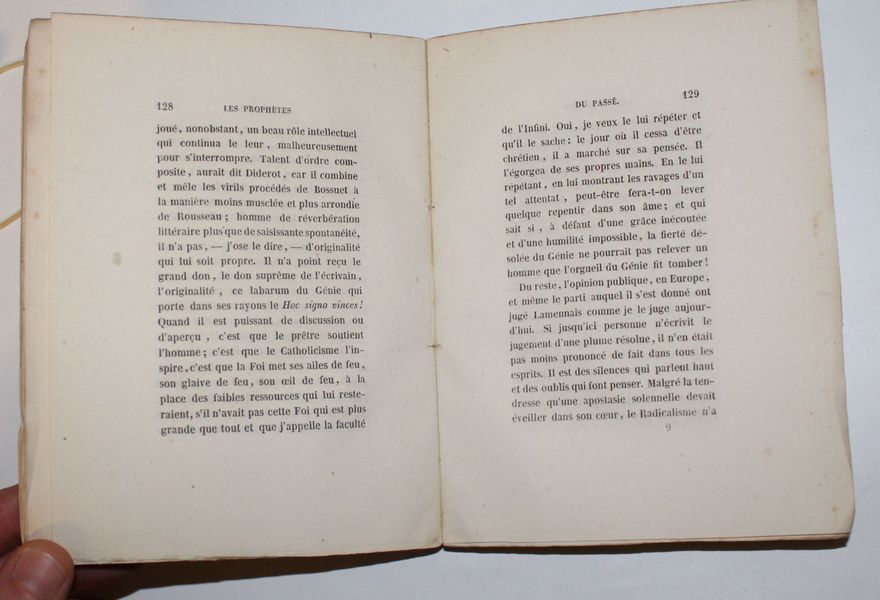 128
LES PROPHÈTES
joué, nonobstant, un beau rôle intellectuel
qui continua le leur, malheureusement
pour s'interrompre. Talent d'ordre com-
posite, aurait dit Diderot, car il combine
et mêle les virils procédés de Bossuet à
la manière moins musclée et plus arrondie
de Rousseau; homme de réverbération
littéraire plus que de saisissante spontanéité,
il n'a pas, — j'ose le dire, — d'originalité
qui lui soit propre. Il n'a point reçu le
grand don, le don suprême de l'écrivain,
l'originalité, ce labarum du Génie qui
porte dans ses rayons le Hoc signo vinces!
Quand il est puissant de discussion ou
d'aperçu, c'est que le prêtre soutient
l'homme; c'est que le Catholicisme l'in-
spire, c'est que la Foi met ses ailes de feu,
son glaive de feu, son œil de feu, à la
place des faibles ressources qui lui reste-
raient, s'il n'avait pas cette Foi qui est plus
grande que tout et que j'appelle la faculté
DU PASSÉ.
129
de l'Infini. Oui, je veux le lui répéter et
qu'il le sache: le jour où il cessa d'être
chrétien, il a marché sur sa pensée. Il
l'égorgea de ses propres mains. En le lui
répétant, en lui montrant les ravages d'un
tel attentat, peut-être fera-t-on lever
quelque repentir dans son âme; et qui
sait si, à défaut d'une grâce inécoutée
et d'une humilité impossible, la fierté dé-
solée du Génie ne pourrait pas relever un
homme que l'orgueil du Génie fit tomber!
Du reste, l'opinion publique, en Europe,
et même le parti auquel il s'est donné ont
jugé Lamennais comme je le juge aujour-
d'hui. Si jusqu'ici personne n'écrivit le
jugement d'une plume résolue, il n'en était
pas moins prononcé de fait dans tous les
esprits. Il est des silences qui parlent haut
et des oublis qui font penser. Malgré la ten-
dresse qu'une apostasie solennelle devait
éveiller dans son cœur, le Radicalisme n'a
9